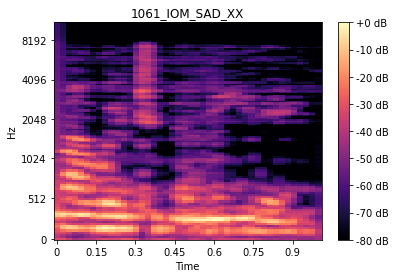 1061_IOM_SAD_XX
+0 dB
8192
-10 dB
4096
-20 dB
-30 dB
2048
Hz
-40 dB
1024
-50 dB
-60 dB
512
-70 dB
0
-80 dB
0 0.15 0.3 0.45 0.6 0.75 0.9
Time